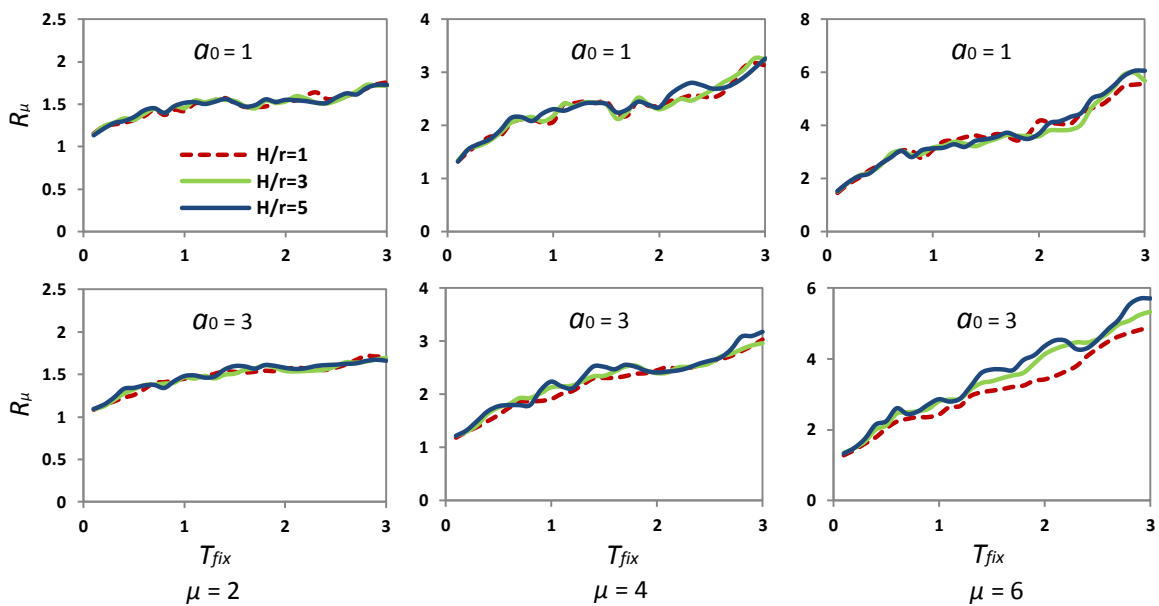 2.5
2
1.5
1
0.5
0
0 1 2 3
Rμ
a0 = 1
H/r=1
H/r=3
H/r=5
4
3
2
1
0
0 1 2 3
a0 = 1
8
6
4
2
0
0 1 2 3
a0 = 1
2.5
2
1.5
1
0.5
0
0 1 2 3
Rμ
a0 = 3
Tfix
μ = 2
4
3
2
1
0
0 1 2 3
a0 = 3
Tfix
μ = 4
6
4
2
0
0 1 2 3
a0 = 3
Tfix
μ = 6